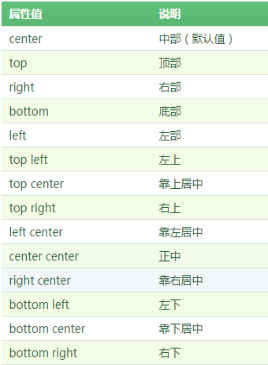 属性值 说明
center 中部（默认值）
top 顶部
right 右部
bottom 底部
left 左部
top left 左上
top center 靠上居中
top right 右上
left center 靠左居中
center center 正中
right center 靠右居中
bottom left 左下
bottom center 靠下居中
bottom right 右下